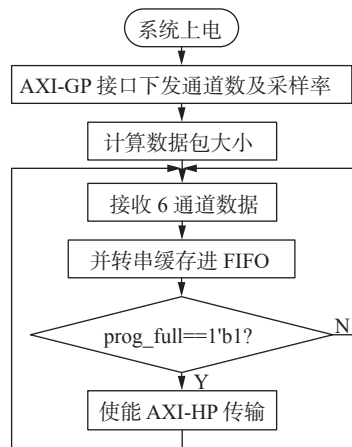 系统上电
AXI-GP 接口下发通道数及采样率
计算数据包大小
接收 6 通道数据
并转串缓存进 FIFO
prog_full==1'b1?
N
Y
使能 AXI-HP 传输